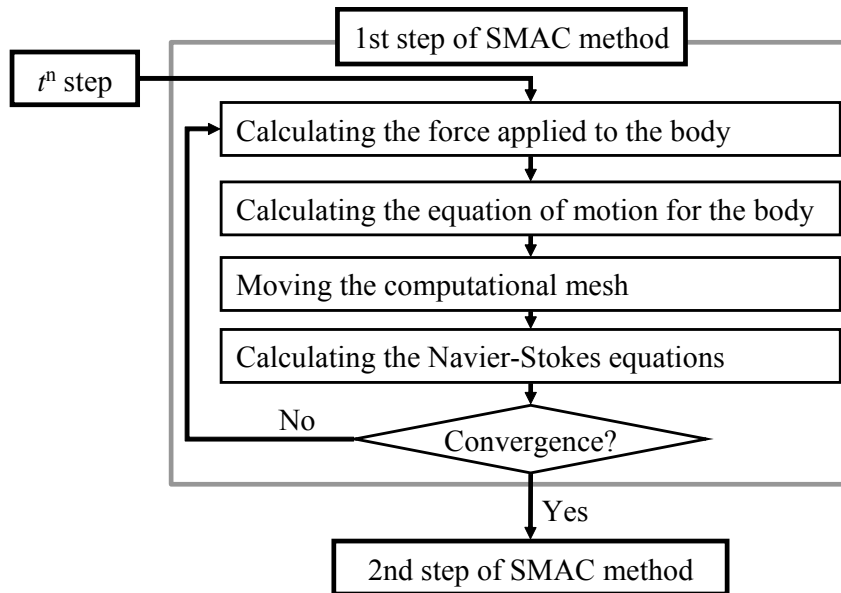 1st step of SMAC method
tⁿ step
Calculating the force applied to the body
Calculating the equation of motion for the body
Moving the computational mesh
Calculating the Navier-Stokes equations
No
Convergence?
Yes
2nd step of SMAC method